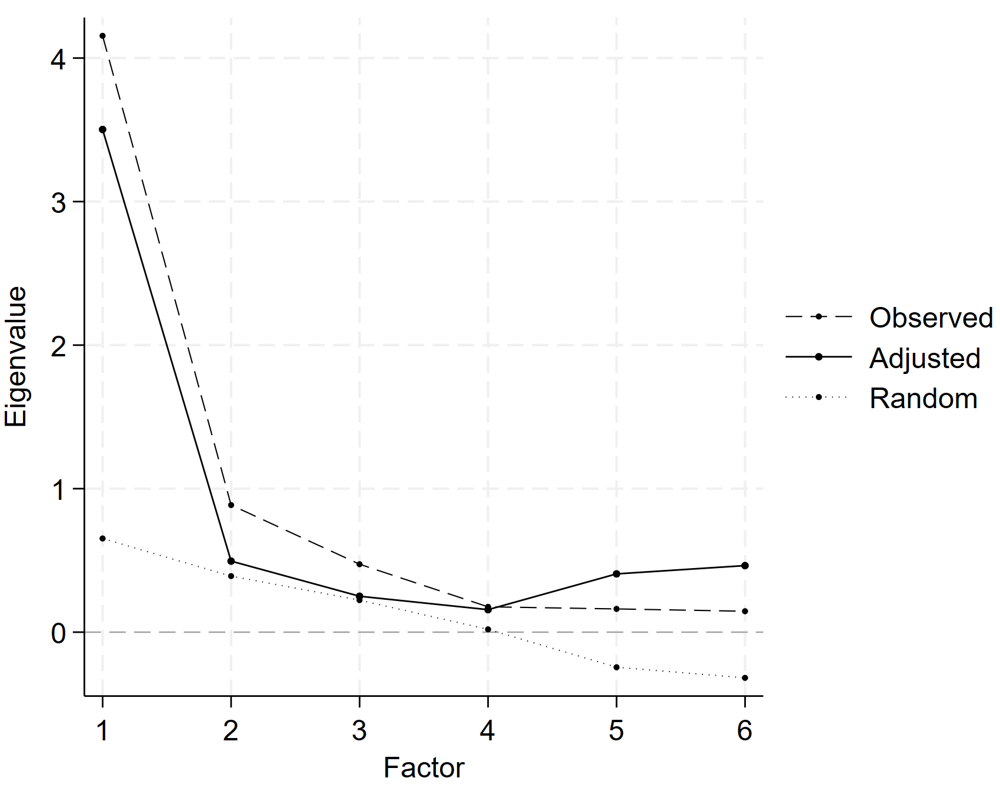 4
3
2
1
0
Eigenvalue
1 2 3 4 5 6
Factor
Observed
Adjusted
Random